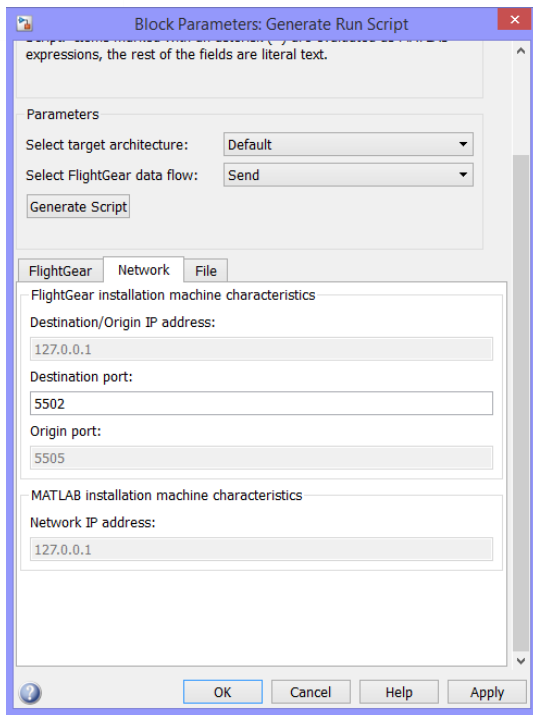 Block Parameters: Generate Run Script
expressions, the rest of the fields are literal text.
Parameters
Select target architecture: Default
Select FlightGear data flow: Send
Generate Script
FlightGear Network File
FlightGear installation machine characteristics
Destination/Origin IP address:
127.0.0.1
Destination port:
5502
Origin port:
5505
MATLAB installation machine characteristics
Network IP address:
127.0.0.1
OK Cancel Help Apply